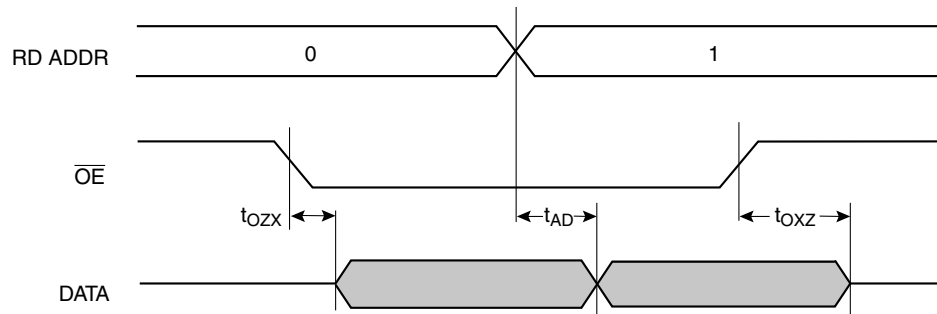 RD ADDR
0
1
OE
tOZX
tAD
tOXZ
DATA